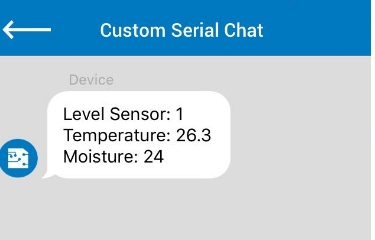 Custom Serial Chat
Device
Level Sensor: 1
Temperature: 26.3
Moisture: 24